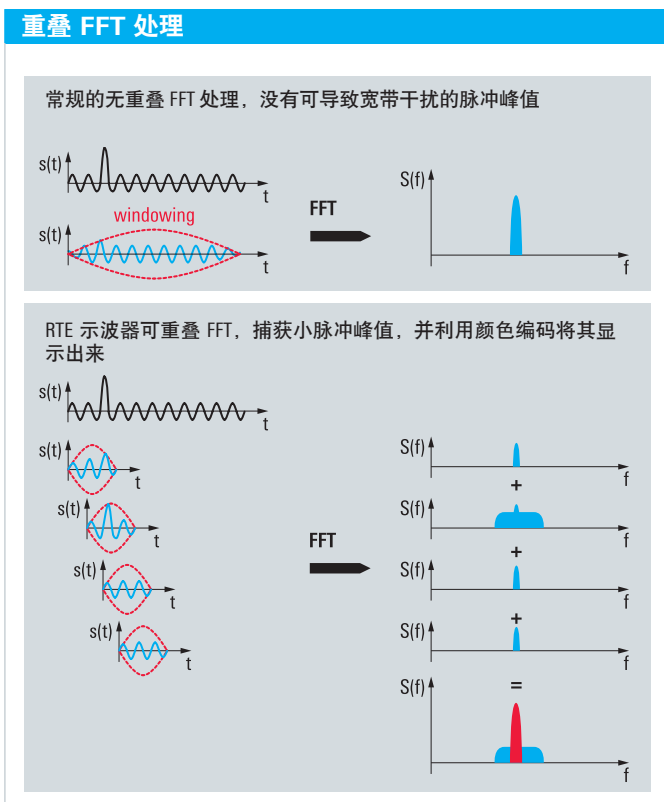 重叠 FFT 处理
常规的无重叠 FFT 处理，没有可导致宽带干扰的脉冲峰值
s(t)
t
windowing
s(t)
t
FFT
S(f)
f
RTE 示波器可重叠 FFT，捕获小脉冲峰值，并利用颜色编码将其显
示出来
s(t)
t
s(t)
t
s(t)
t
s(t)
t
s(t)
t
FFT
S(f)
f
+
S(f)
f
+
S(f)
f
+
S(f)
f
=
S(f)
f